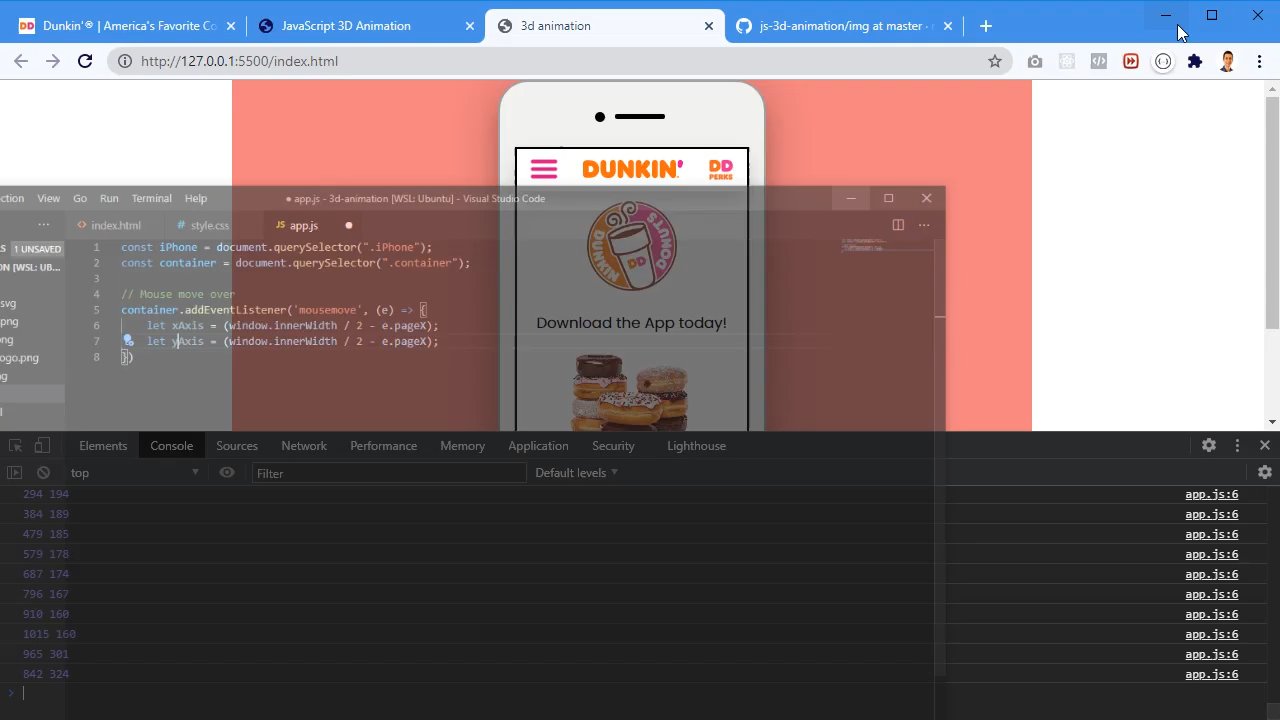 Dunkin'® | America's Favorite Co
JavaScript 3D Animation
3d animation
js-3d-animation/img at master ·
http://127.0.0.1:5500/index.html
DUNKIN'
DD
PERKS
ction View Go Run Terminal Help
● app.js - 3d-animation [WSL: Ubuntu] - Visual Studio Code
index.html
style.css
JS app.js
S 1 UNSAVED
ON [WSL: UB...
svg
png
ng
ogo.png
ng
l
1 const iPhone = document.querySelector(".iPhone");
2 const container = document.querySelector(".container");
3
4 // Mouse move over
5 container.addEventListener('mousemove', (e) => {
6 let xAxis = (window.innerWidth / 2 - e.pageX);
7 let yAxis = (window.innerWidth / 2 - e.pageX);
8 })
DUNKIN' DONUTS
DD
Download the App today!
Elements Console Sources Network Performance Memory Application Security Lighthouse
top
Filter
Default levels
294 194 app.js:6
384 189 app.js:6
479 185 app.js:6
579 178 app.js:6
687 174 app.js:6
796 167 app.js:6
910 160 app.js:6
1015 160 app.js:6
965 301 app.js:6
842 324 app.js:6